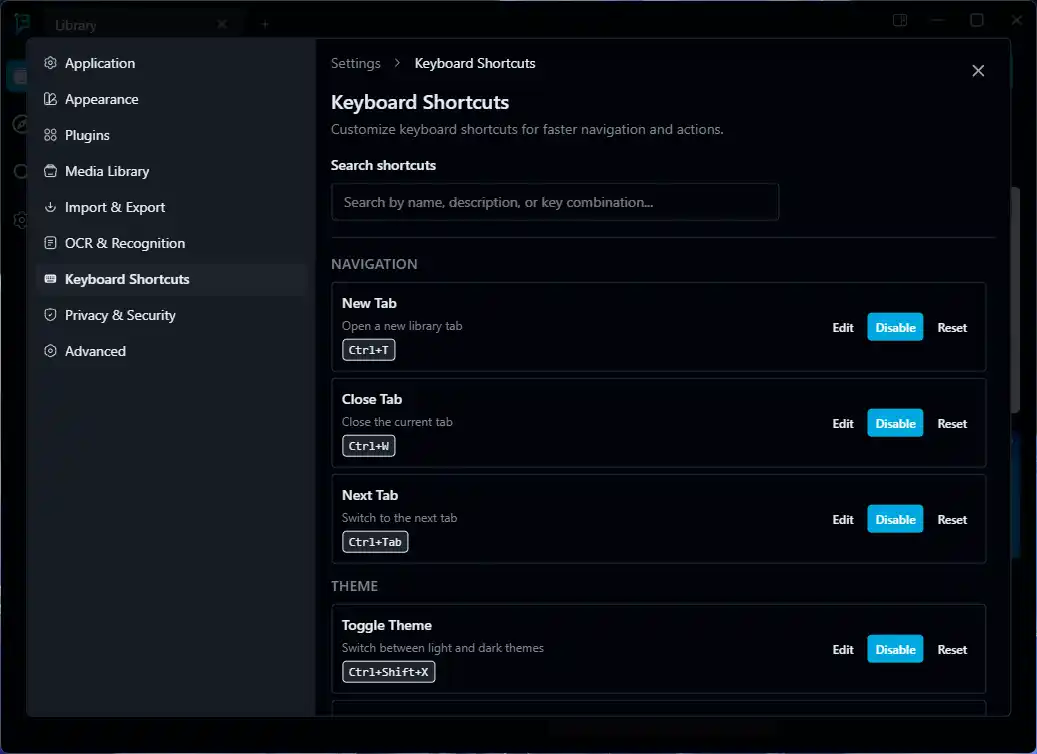 Library
Application
Appearance
Plugins
Media Library
Import & Export
OCR & Recognition
Keyboard Shortcuts
Privacy & Security
Advanced
Settings > Keyboard Shortcuts
Keyboard Shortcuts
Customize keyboard shortcuts for faster navigation and actions.
Search shortcuts
Search by name, description, or key combination...
NAVIGATION
New Tab
Open a new library tab
Ctrl+T
Edit Disable Reset
Close Tab
Close the current tab
Ctrl+W
Edit Disable Reset
Next Tab
Switch to the next tab
Ctrl+Tab
Edit Disable Reset
THEME
Toggle Theme
Switch between light and dark themes
Ctrl+Shift+X
Edit Disable Reset